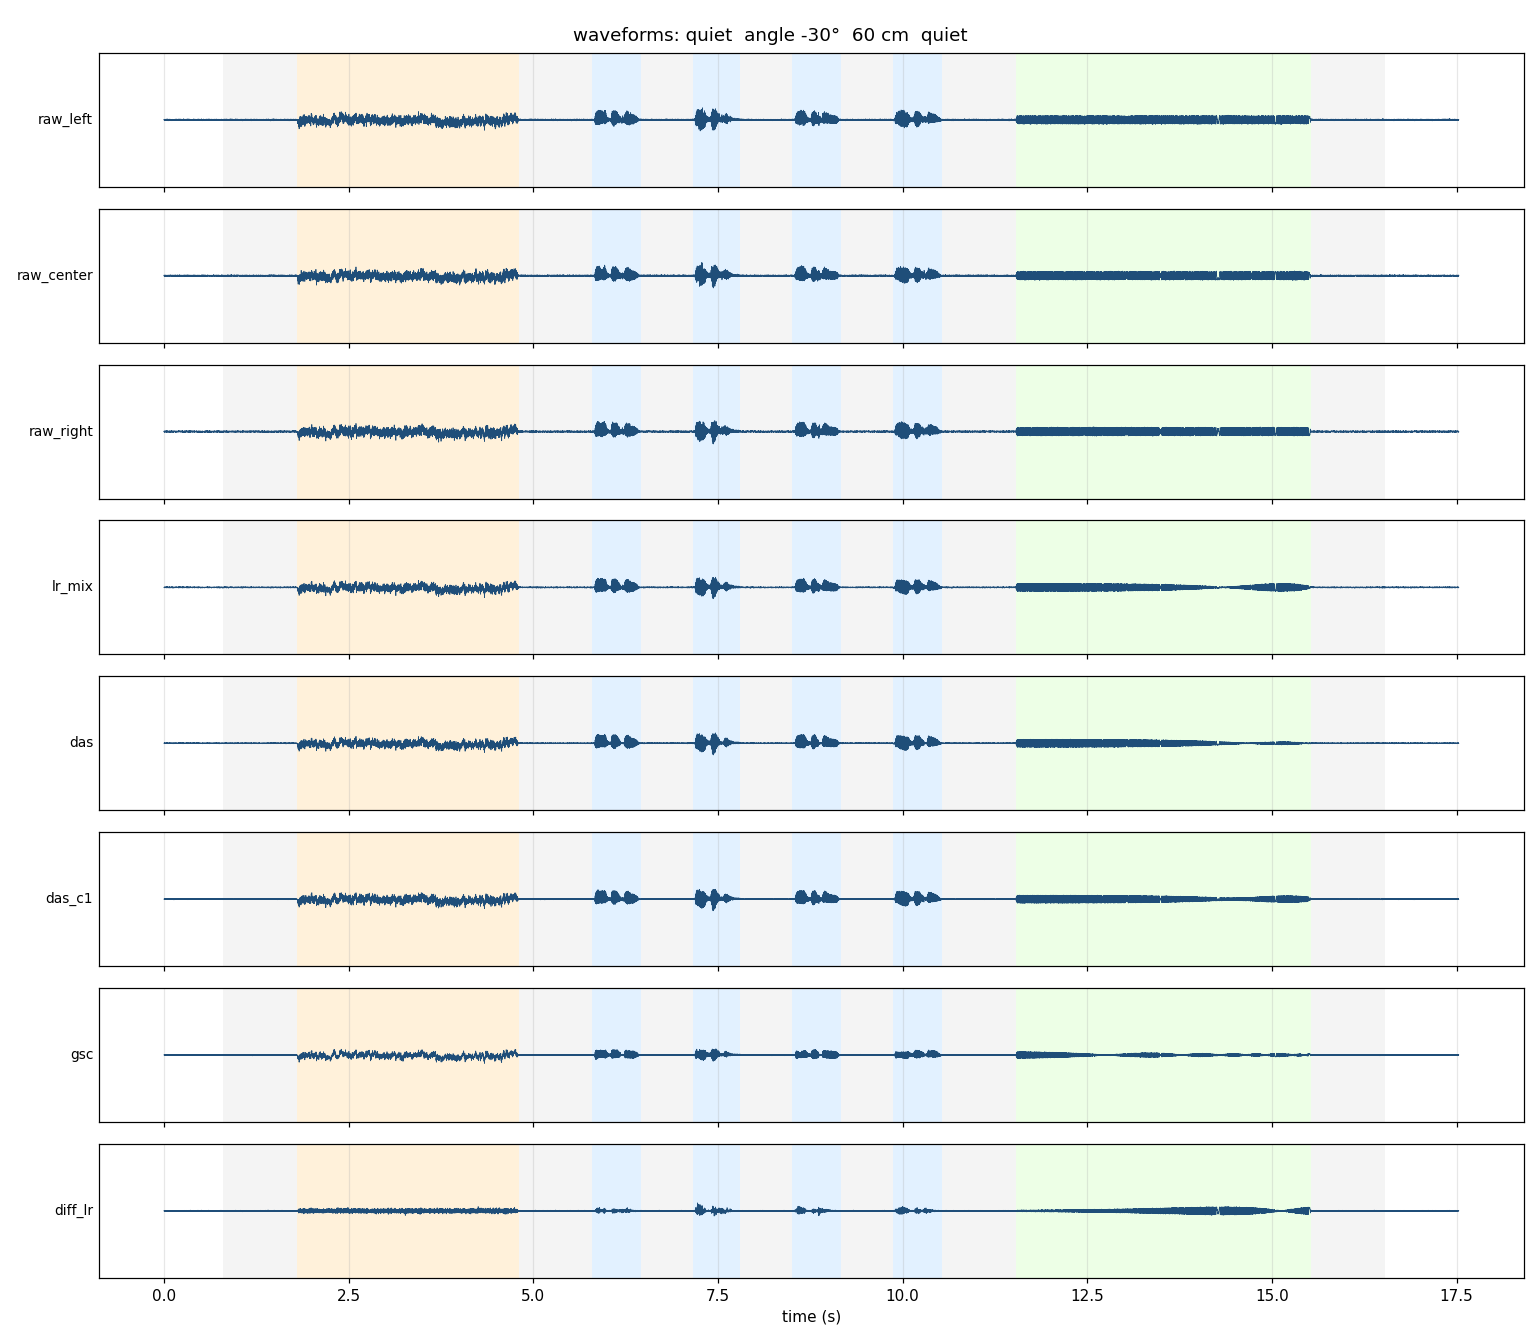 waveforms: quiet  angle -30°  60 cm  quiet
raw_left
raw_center
raw_right
lr_mix
das
das_c1
gsc
diff_lr
0.0 2.5 5.0 7.5 10.0 12.5 15.0 17.5
time (s)